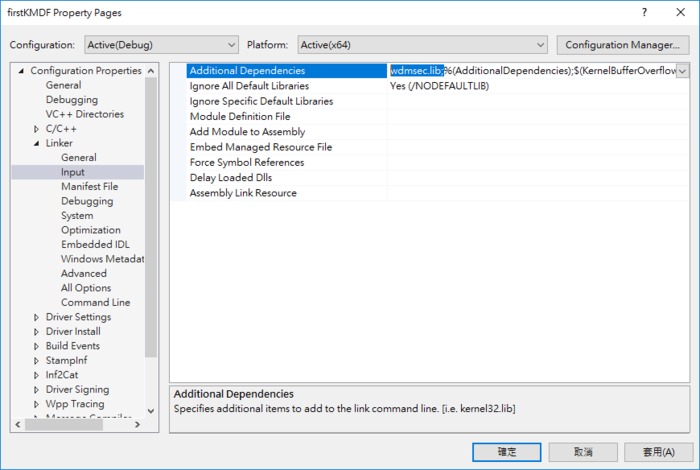 firstKMDF Property Pages
? ×
Configuration: Active(Debug) Platform: Active(x64) Configuration Manager...
Configuration Properties
General
Debugging
VC++ Directories
C/C++
Linker
General
Input
Manifest File
Debugging
System
Optimization
Embedded IDL
Windows Metadat
Advanced
All Options
Command Line
Driver Settings
Driver Install
Build Events
StampInf
Inf2Cat
Driver Signing
Wpp Tracing
Message Compiler
Additional Dependencies wdmsec.lib;%(AdditionalDependencies);$(KernelBufferOverflow
Ignore All Default Libraries Yes (/NODEFAULTLIB)
Ignore Specific Default Libraries
Module Definition File
Add Module to Assembly
Embed Managed Resource File
Force Symbol References
Delay Loaded Dlls
Assembly Link Resource
Additional Dependencies
Specifies additional items to add to the link command line. [i.e. kernel32.lib]
確定 取消 套用(A)